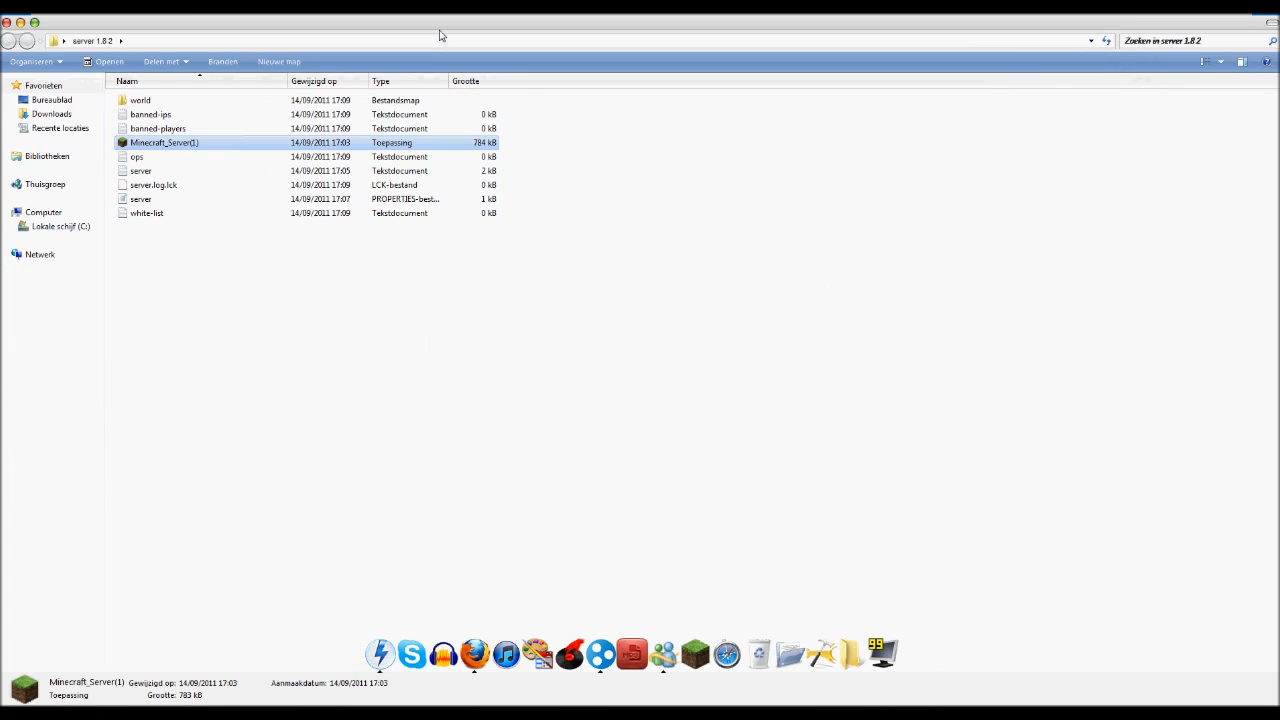 server 1.8 2
Zoeken in server 1.8 2
Organiseren Openen Delen met Branden Nieuwe map
Naam Gewijzigd op Type Grootte
Favorieten
Bureaublad
Downloads
Recente locaties
Bibliotheken
Thuisgroep
Computer
Lokale schijf (C:)
Netwerk
world 14/09/2011 17:09 Bestandsmap
banned-ips 14/09/2011 17:09 Tekstdocument 0 kB
banned-players 14/09/2011 17:09 Tekstdocument 0 kB
Minecraft_Server(1) 14/09/2011 17:03 Toepassing 784 kB
ops 14/09/2011 17:09 Tekstdocument 0 kB
server 14/09/2011 17:05 Tekstdocument 2 kB
server.log.lck 14/09/2011 17:09 LCK-bestand 0 kB
server 14/09/2011 17:07 PROPERTIES-best... 1 kB
white-list 14/09/2011 17:09 Tekstdocument 0 kB
99
Minecraft_Server(1) Gewijzigd op: 14/09/2011 17:03 Aanmaakdatum: 14/09/2011 17:03
Toepassing Grootte: 783 kB